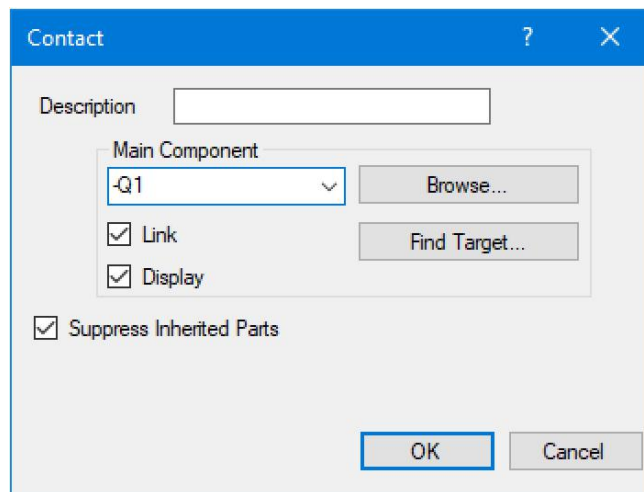 Contact ?
Description
Main Component
-Q1 Browse...
Link Find Target...
Display
Suppress Inherited Parts
OK Cancel